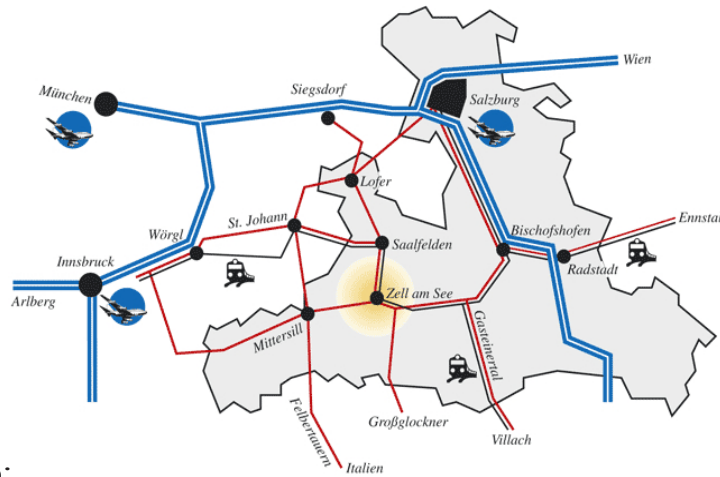 Wien
München
Siegsdorf
Salzburg
Lofer
St. Johann
Ennstal
Wörgl
Bischofshofen
Saalfelden
Innsbruck
Radstadt
Arlberg
Zell am See
Mittersill
Gasteinertal
Felbertauern
Großglockner
Villach
Italien